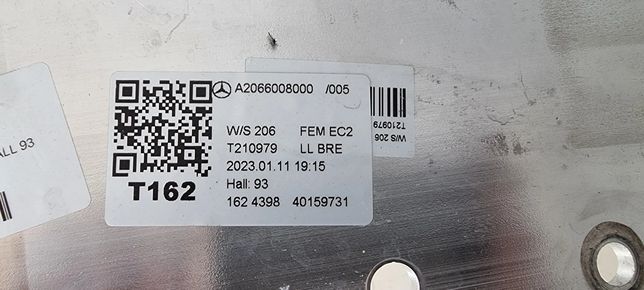 A2066008000 /005
W/S 206 FEM EC2
T210979 LL BRE
2023.01.11 19:15
Hall: 93
T162
162 4398 40159731
W/S 206
T210979
ALL 93